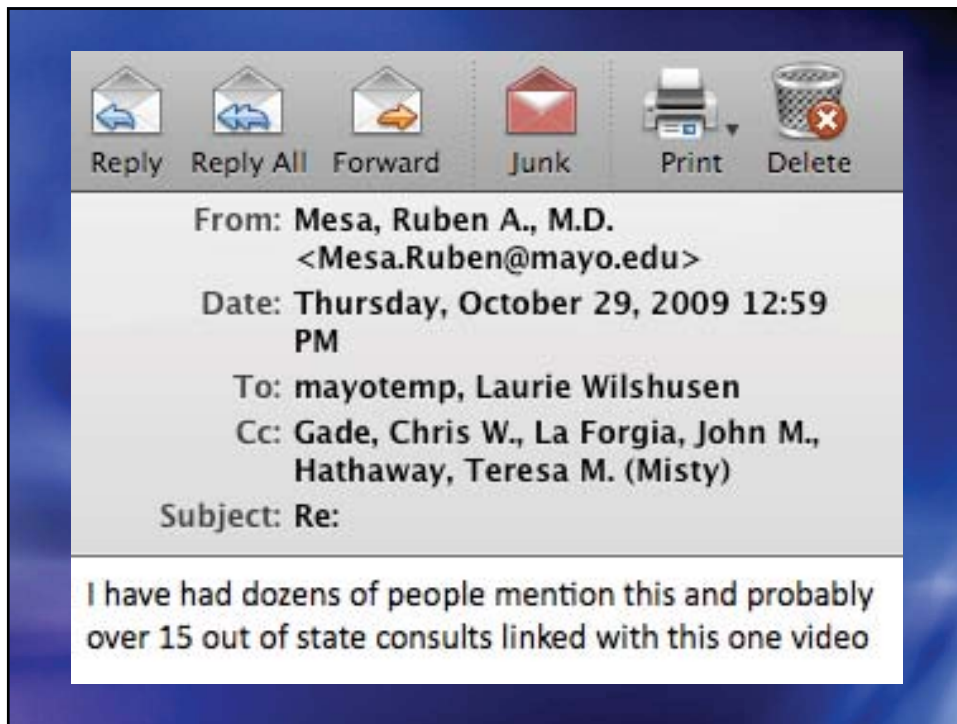 Reply Reply All Forward Junk Print Delete
From: Mesa, Ruben A., M.D.
<Mesa.Ruben@mayo.edu>
Date: Thursday, October 29, 2009 12:59
PM
To: mayotemp, Laurie Wilshusen
Cc: Gade, Chris W., La Forgia, John M.,
Hathaway, Teresa M. (Misty)
Subject: Re:
I have had dozens of people mention this and probably
over 15 out of state consults linked with this one video